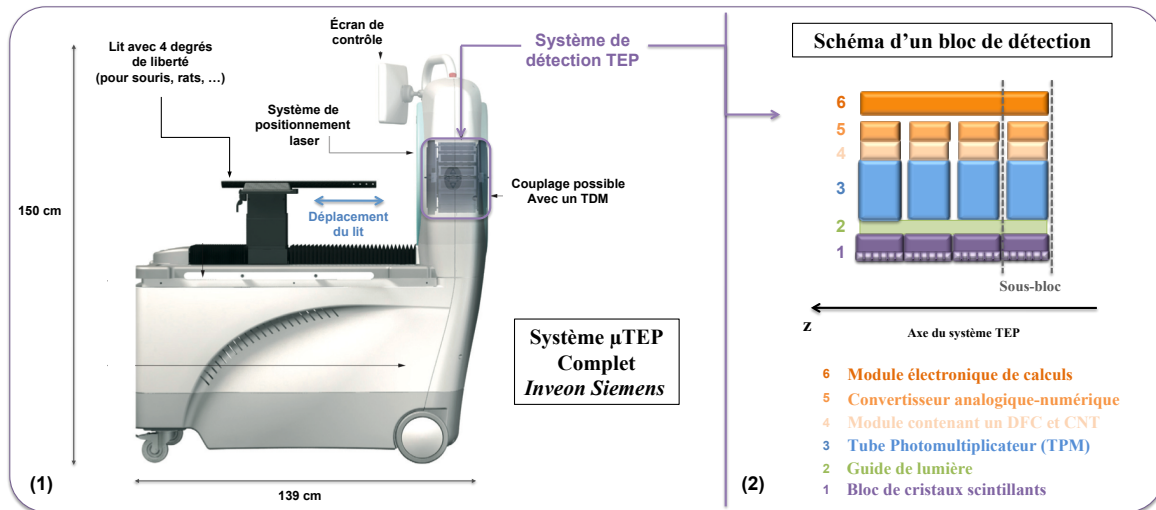 Lit avec 4 degrés
de liberté
(pour souris, rats, …)
Écran de
contrôle
Système de
positionnement
laser
Système de
détection TEP
150 cm
Déplacement
du lit
Couplage possible
Avec un TDM
Système µTEP
Complet
Inveon Siemens
(1)
139 cm
Schéma d’un bloc de détection
6
5
4
3
2
1
Sous-bloc
z
Axe du système TEP
6 Module électronique de calculs
5 Convertisseur analogique-numérique
4 Module contenant un DFC et CNT
3 Tube Photomultiplicateur (TPM)
2 Guide de lumière
1 Bloc de cristaux scintillants
(2)